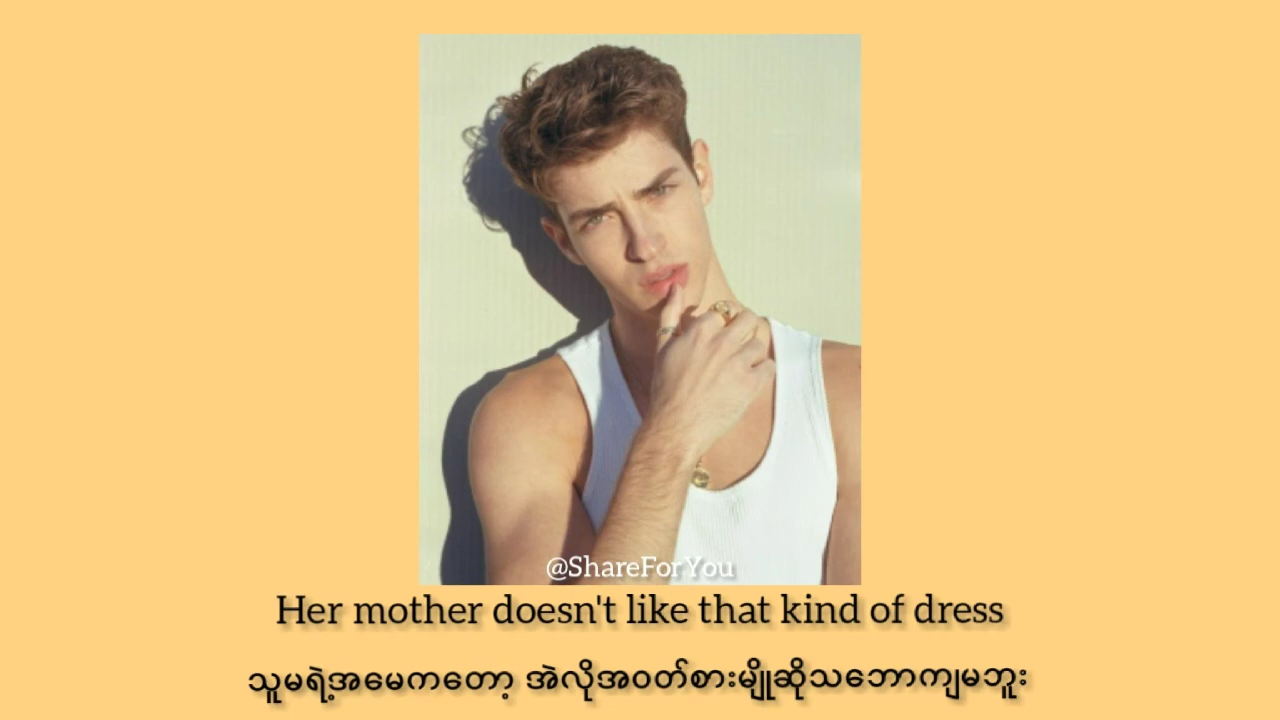 @ShareForYou
Her mother doesn't like that kind of dress
သူမရဲ့အမေကတော့ အဲလိုအဝတ်စားမျိုဆိုသဘောကျမဘူး